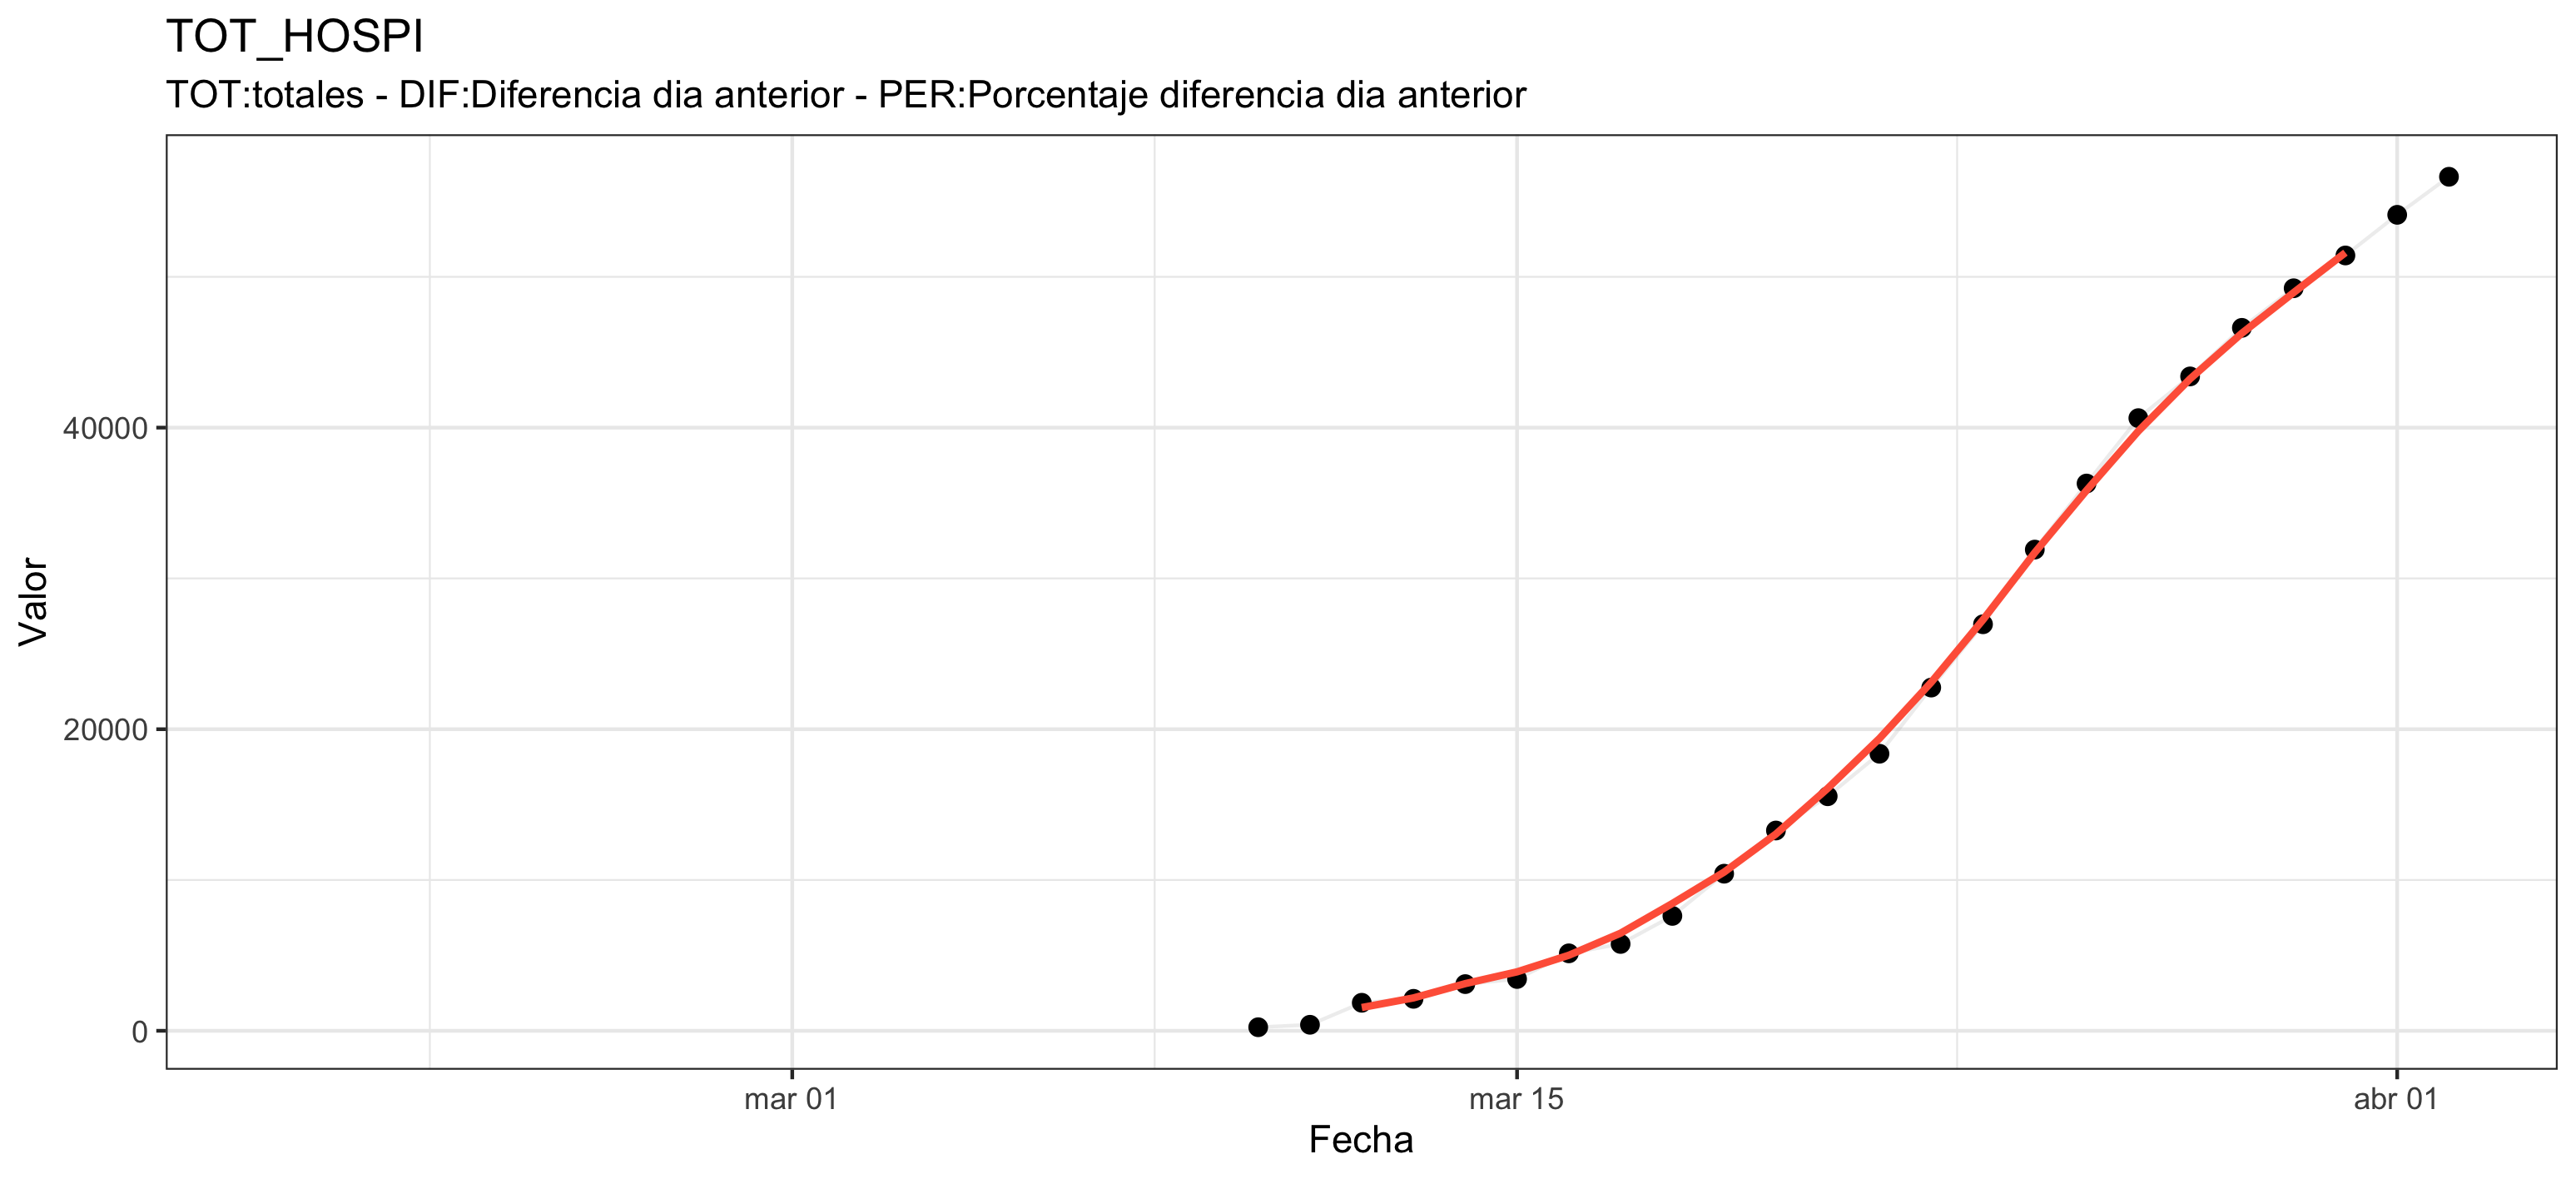 TOT_HOSPI
TOT:totales - DIF:Diferencia dia anterior - PER:Porcentaje diferencia dia anterior
Valor
40000
20000
0
mar 01
mar 15
abr 01
Fecha